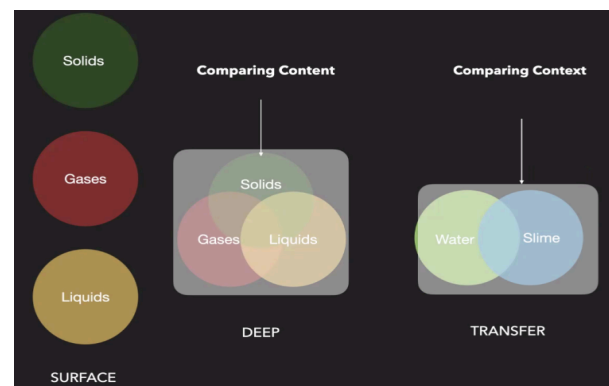 Solids
Gases
Liquids
SURFACE
Comparing Content
Solids
Gases
Liquids
DEEP
Comparing Context
Water
Slime
TRANSFER